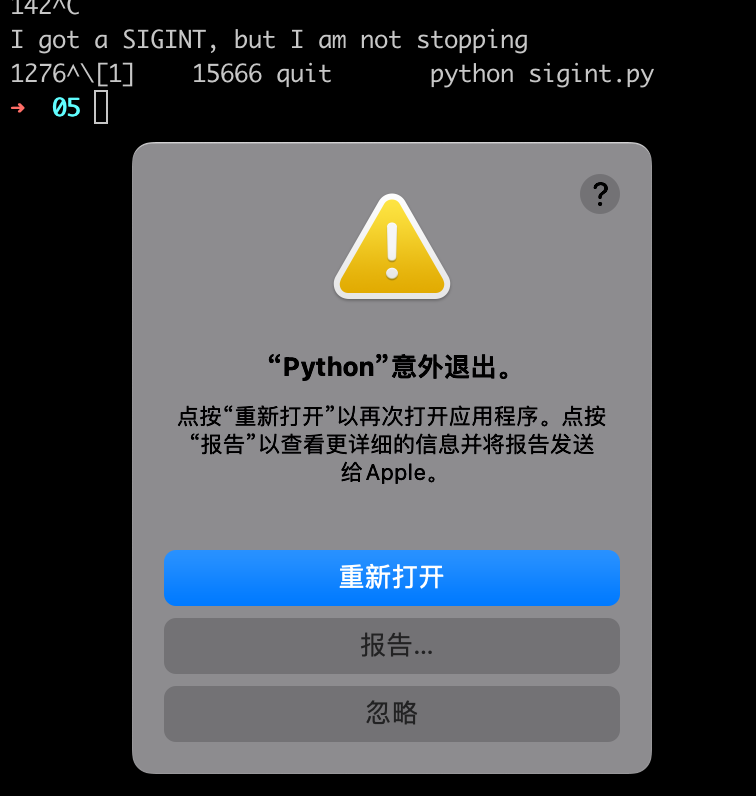 142^C
I got a SIGINT, but I am not stopping
1276^\[1]    15666 quit       python sigint.py
➜  05
?
“Python”意外退出。
点按“重新打开”以再次打开应用程序。点按
“报告”以查看更详细的信息并将报告发送
给Apple。
重新打开
报告...
忽略